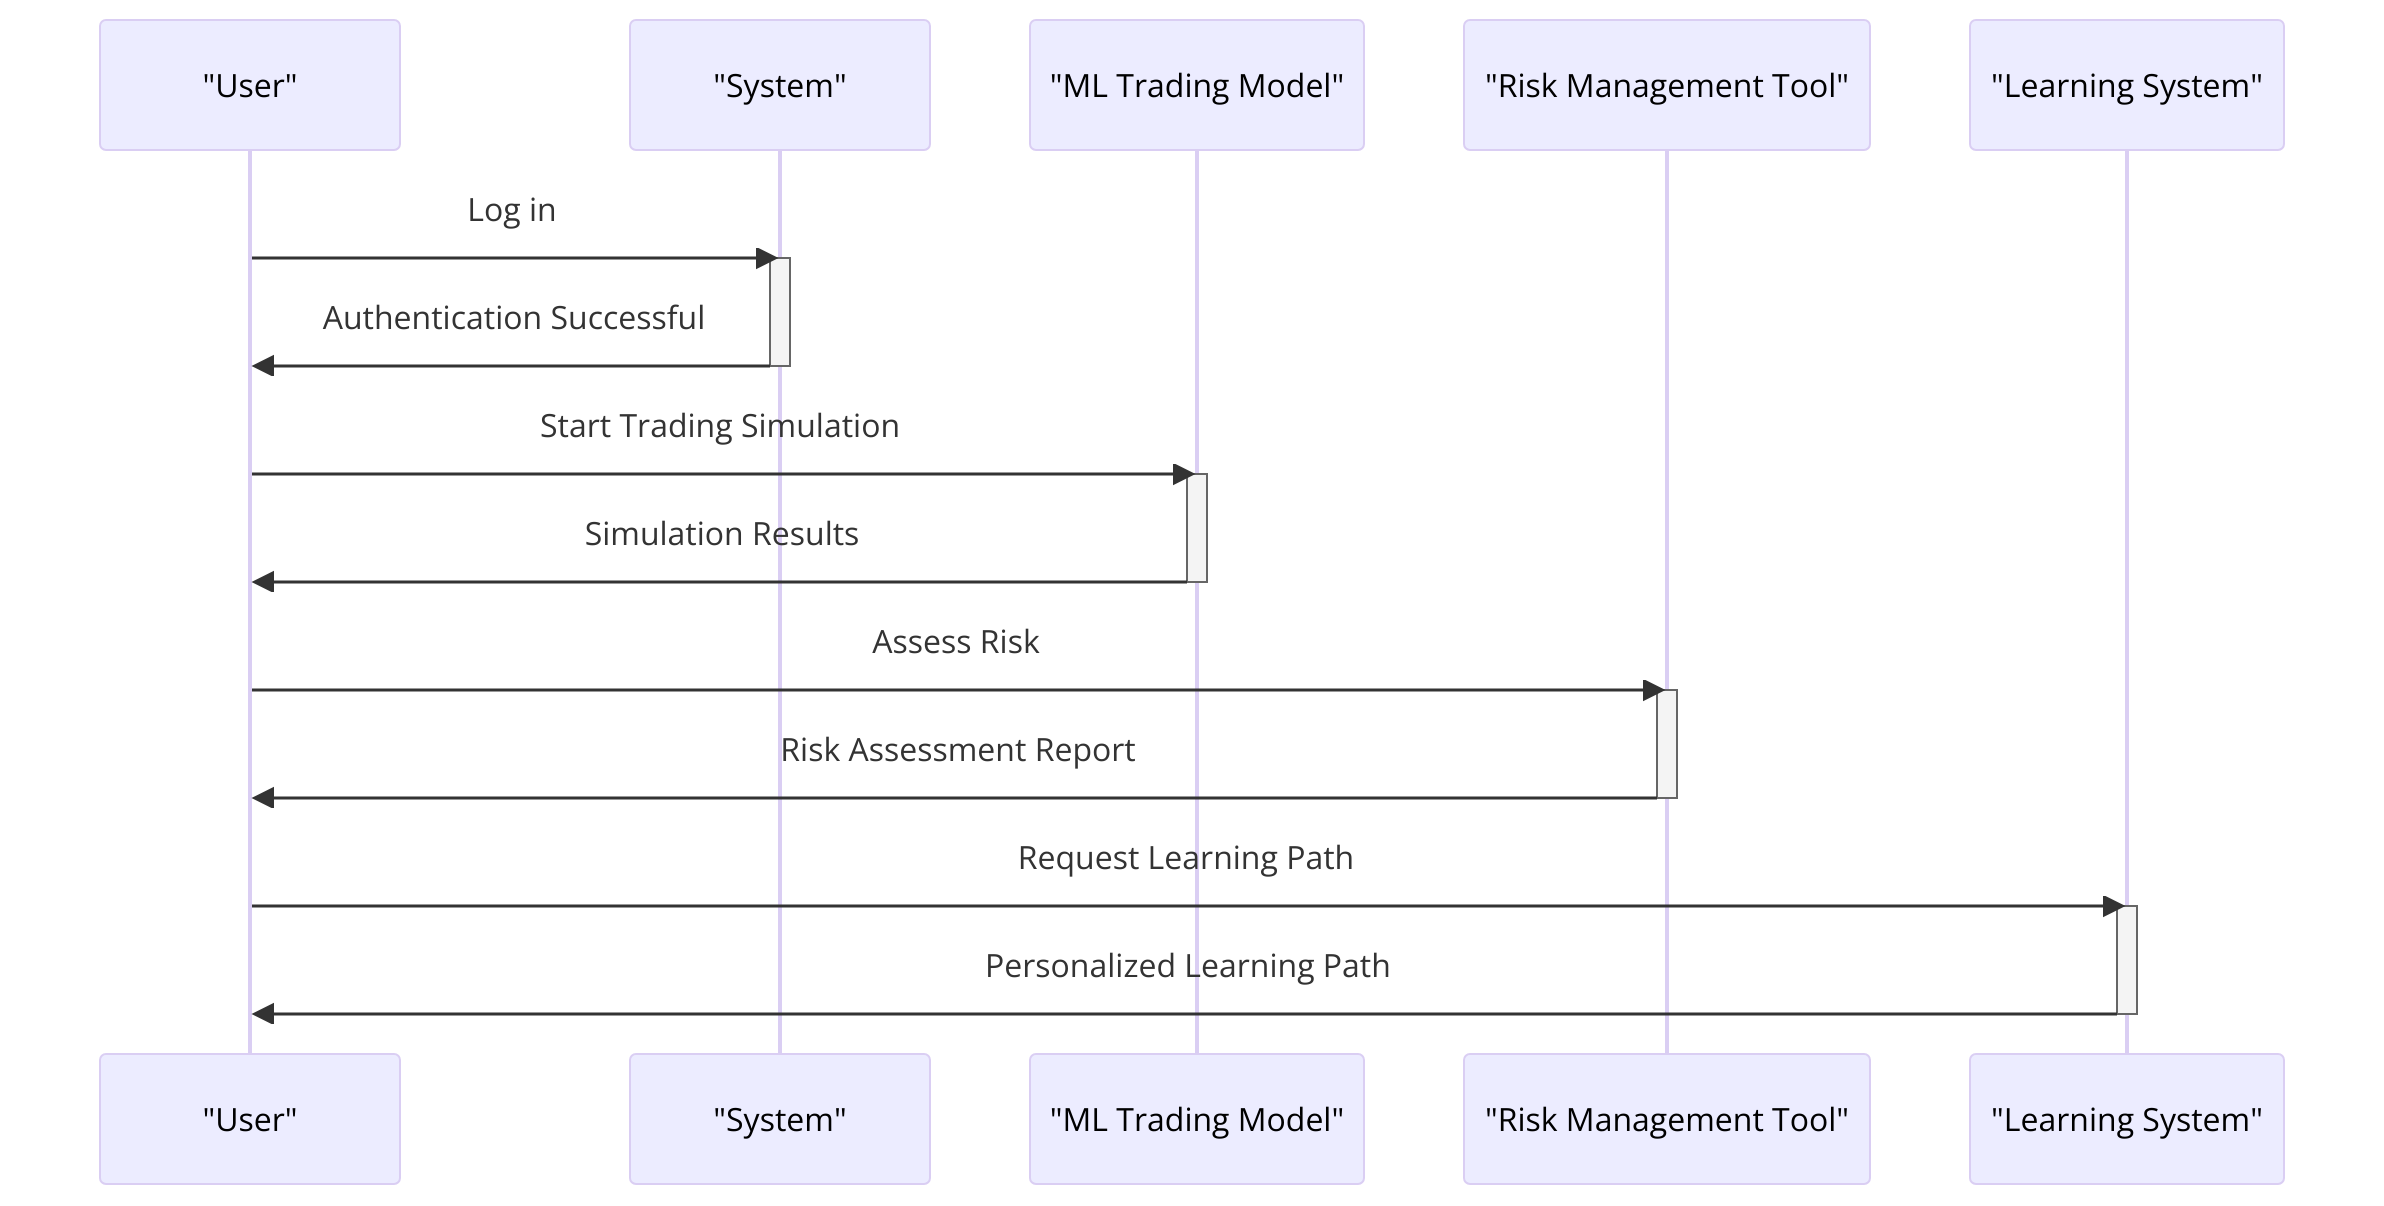 "User"
"System"
"ML Trading Model"
"Risk Management Tool"
"Learning System"
Log in
Authentication Successful
Start Trading Simulation
Simulation Results
Assess Risk
Risk Assessment Report
Request Learning Path
Personalized Learning Path
"User"
"System"
"ML Trading Model"
"Risk Management Tool"
"Learning System"